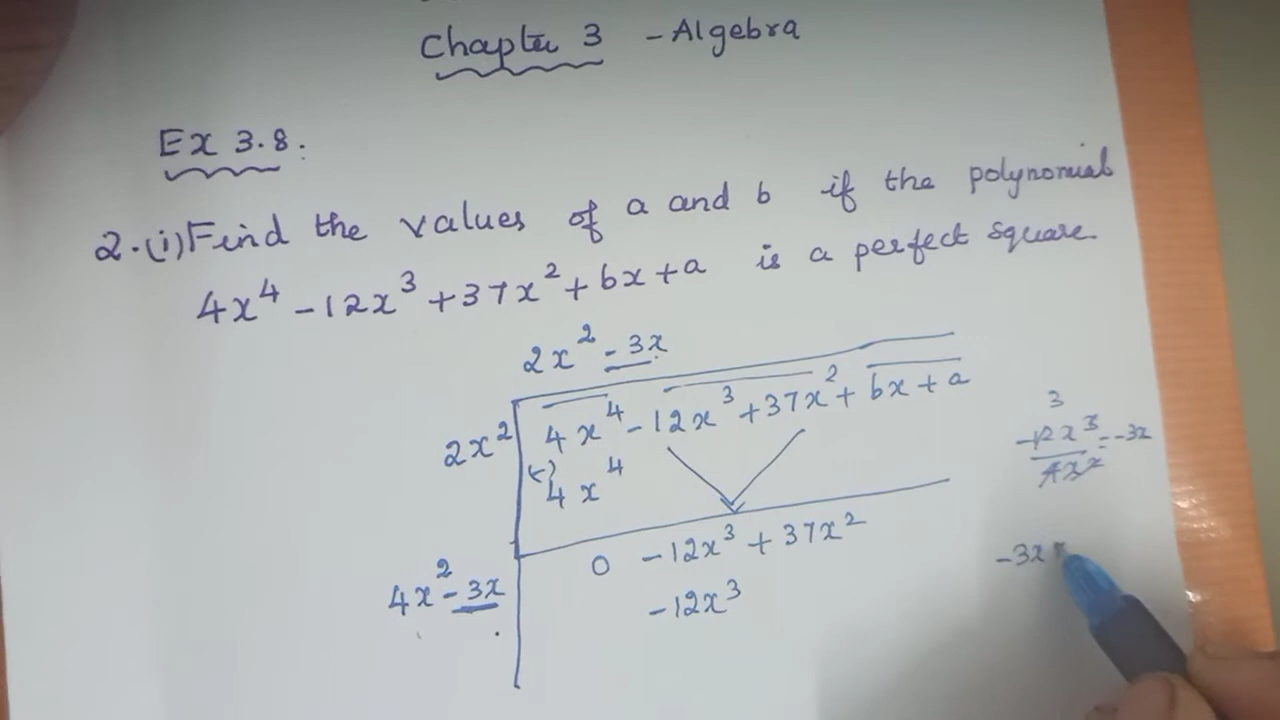 Chapter 3 - Algebra
Ex 3.8.
2.(i) Find the values of a and b if the polynomial
4x⁴ - 12x³ + 37x² + bx + a is a perfect square.
2x² - 3x
2x² 4x⁴ - 12x³ + 37x² + bx + a
(-) 4x⁴
3
-12x³ = -3x
4x²
0 -12x³ + 37x²
-3x
4x² - 3x
-12x³